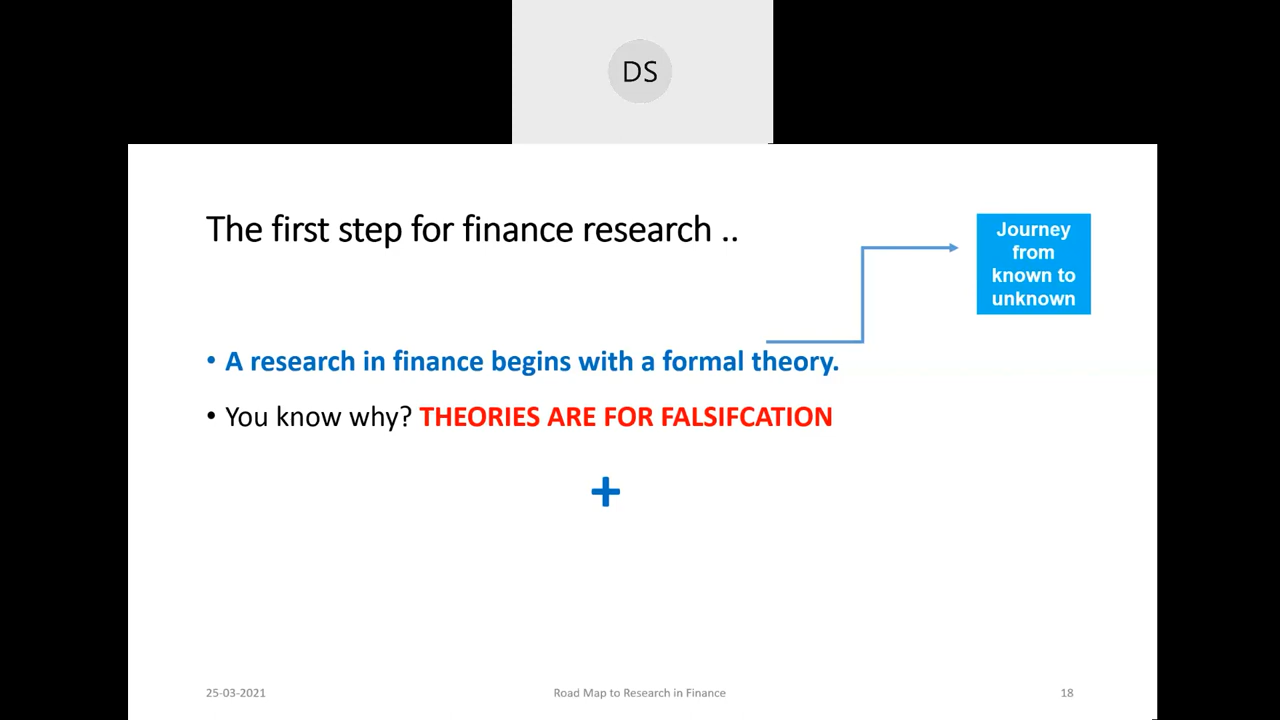 DS
The first step for finance research ..
Journey
from
known to
unknown
• A research in finance begins with a formal theory.
• You know why? THEORIES ARE FOR FALSIFCATION
+
25-03-2021
Road Map to Research in Finance
18